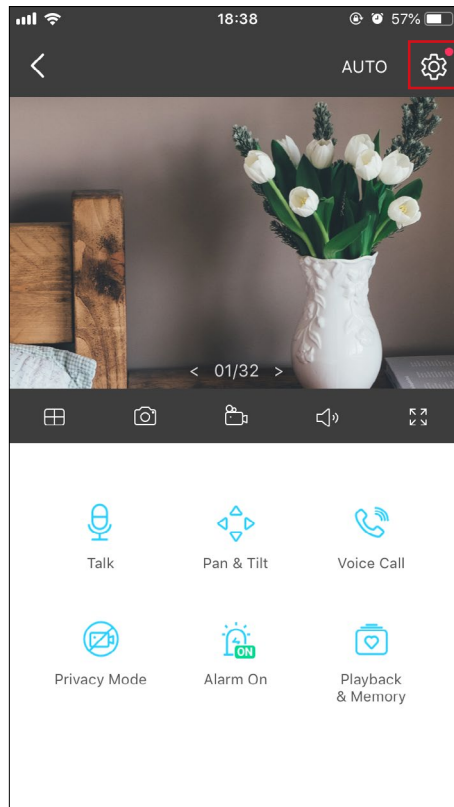 18:38
57%
AUTO
< 01/32 >
Talk
Pan & Tilt
Voice Call
ON
Privacy Mode
Alarm On
Playback
& Memory